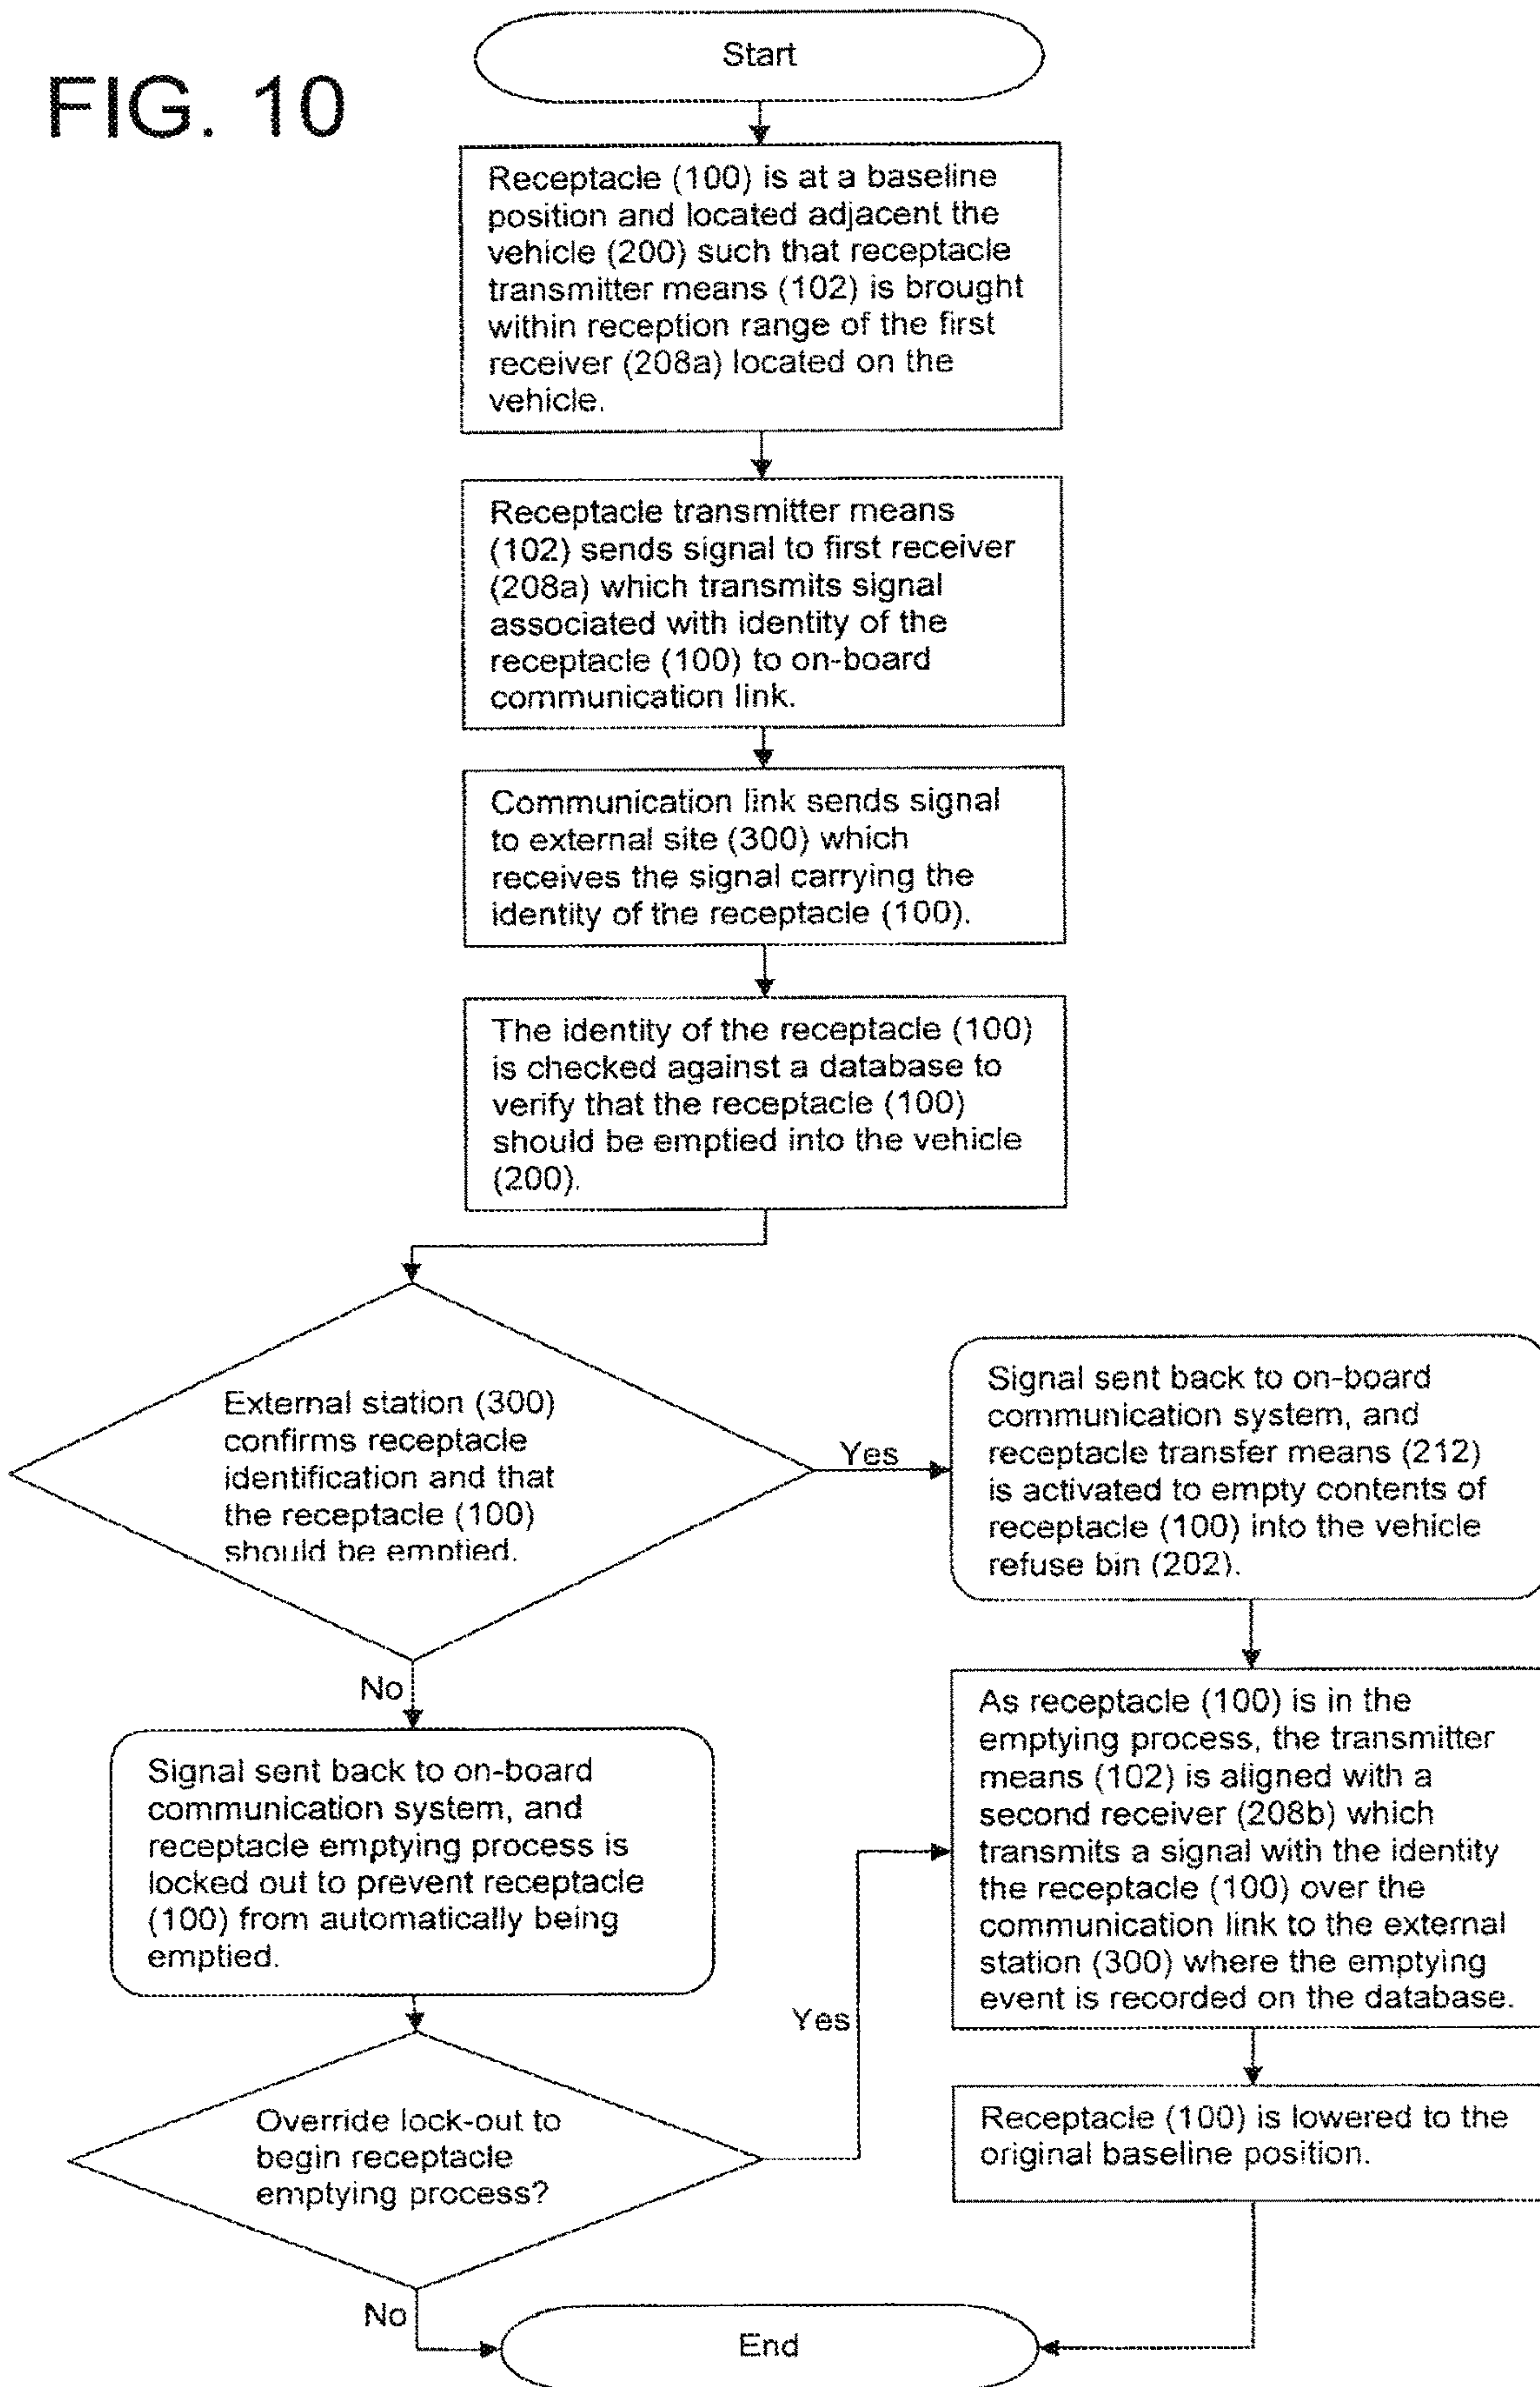 FIG. 10
Start
Receptacle (100) is at a baseline
position and located adjacent the
vehicle (200) such that receptacle
transmitter means (102) is brought
within reception range of the first
receiver (208a) located on the
vehicle.
Receptacle transmitter means
(102) sends signal to first receiver
(208a) which transmits signal
associated with identity of the
receptacle (100) to on-board
communication link.
Communication link sends signal
to external site (300) which
receives the signal carrying the
identity of the receptacle (100).
The identity of the receptacle (100)
is checked against a database to
verify that the receptacle (100)
should be emptied into the vehicle
(200).
External station (300)
confirms receptacle
identification and that
the receptacle (100)
should be emptied.
Yes
Signal sent back to on-board
communication system, and
receptacle transfer means (212)
is activated to empty contents of
receptacle (100) into the vehicle
refuse bin (202).
No
Signal sent back to on-board
communication system, and
receptacle emptying process is
locked out to prevent receptacle
(100) from automatically being
emptied.
As receptacle (100) is in the
emptying process, the transmitter
means (102) is aligned with a
second receiver (208b) which
transmits a signal with the identity
the receptacle (100) over the
communication link to the external
station (300) where the emptying
event is recorded on the database.
Yes
Override lock-out to
begin receptacle
emptying process?
Receptacle (100) is lowered to the
original baseline position.
No
End